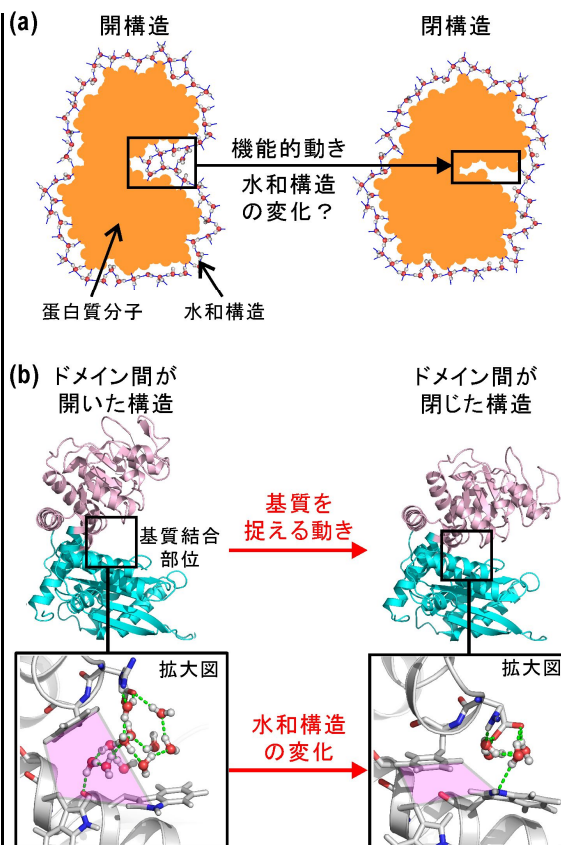 (a)
開構造
閉構造
機能的動き
水和構造
の変化？
蛋白質分子
水和構造
(b)
ドメイン間が
開いた構造
ドメイン間が
閉じた構造
基質結合
部位
基質を
捉える動き
拡大図
水和構造
の変化
拡大図